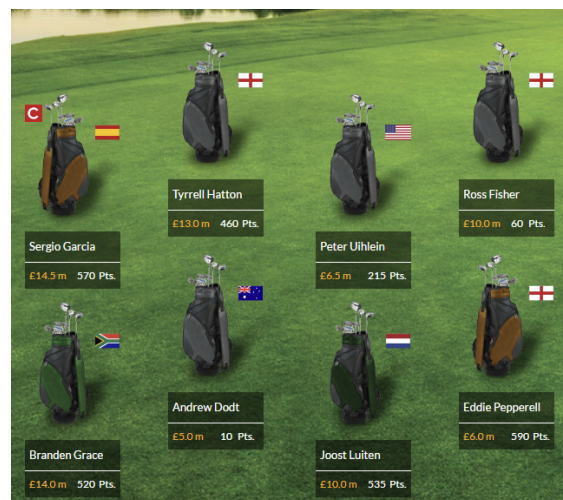 C
Tyrrell Hatton
£13.0 m 460 Pts.
Ross Fisher
£10.0 m 60 Pts.
Sergio Garcia
£14.5 m 570 Pts.
Peter Uihlein
£6.5 m 215 Pts.
Andrew Dodt
£5.0 m 10 Pts.
Eddie Pepperell
£6.0 m 590 Pts.
Branden Grace
£14.0 m 520 Pts.
Joost Luiten
£10.0 m 535 Pts.